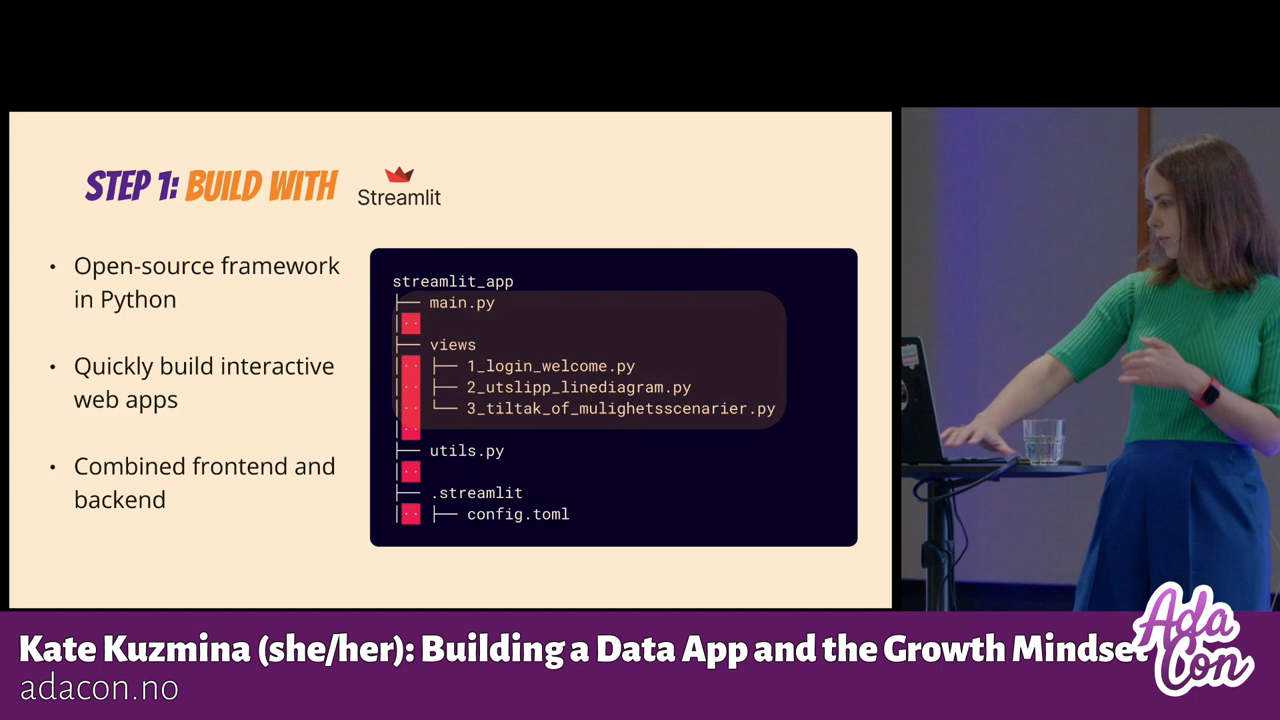 STEP 1: BUILD WITH Streamlit
• Open-source framework
in Python
• Quickly build interactive
web apps
• Combined frontend and
backend
streamlit_app
├── main.py
│
├── views
│ ├── 1_login_welcome.py
│ ├── 2_utslipp_linediagram.py
│ └── 3_tiltak_of_mulighetsscenarier.py
│
├── utils.py
│
├── .streamlit
│ ├── config.toml
Kate Kuzmina (she/her): Building a Data App and the Growth Mindset
adacon.no
Ada
Con